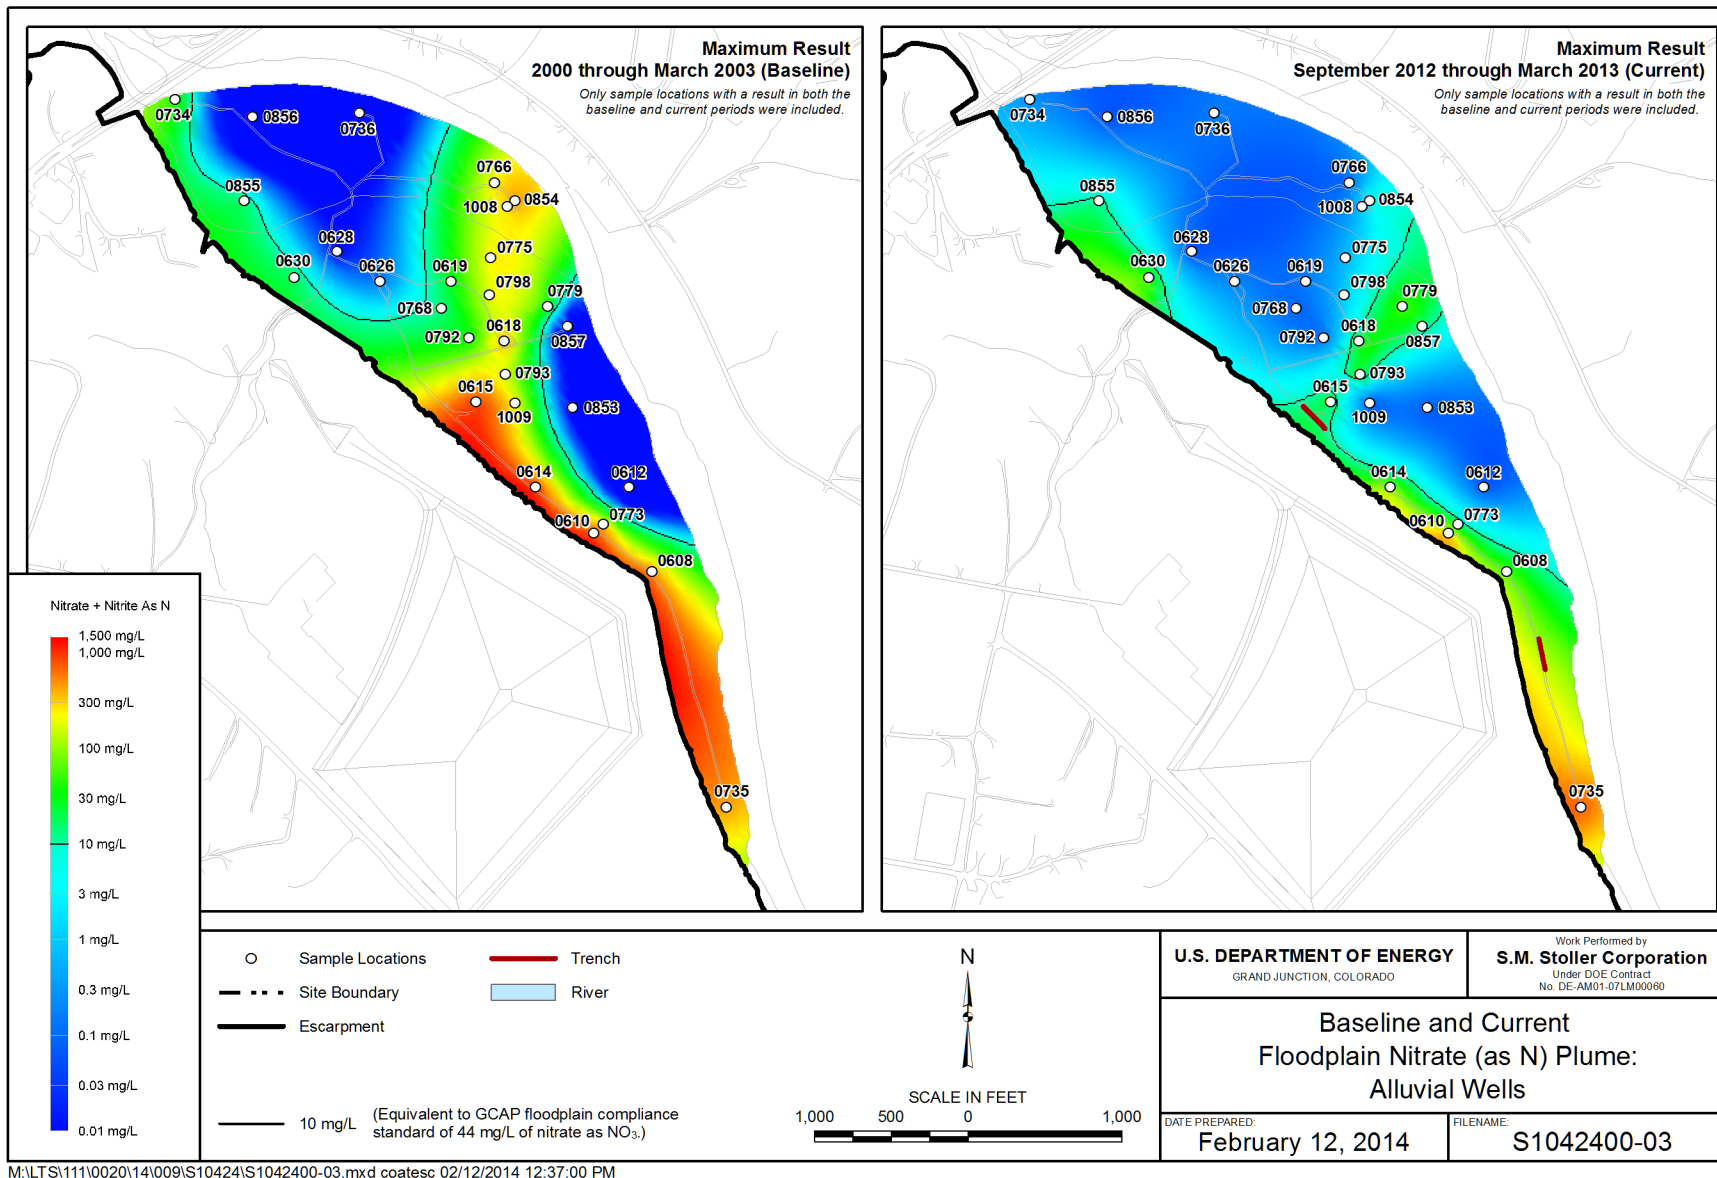 Maximum Result
2000 through March 2003 (Baseline)
Only sample locations with a result in both the
baseline and current periods were included.
0734
0856
0736
0766
0855
0854
1008
0628
0775
0630
0626
0619
0798
0779
0768
0618
0792
0857
0793
0615
1009
0853
0614
0612
0610
0773
0608
0735
Maximum Result
September 2012 through March 2013 (Current)
Only sample locations with a result in both the
baseline and current periods were included.
0734
0856
0736
0766
0855
0854
1008
0628
0775
0630
0626
0619
0798
0779
0768
0618
0792
0857
0793
0615
1009
0853
0614
0612
0610
0773
0608
0735
Nitrate + Nitrite As N
1,500 mg/L
1,000 mg/L
300 mg/L
100 mg/L
30 mg/L
10 mg/L
3 mg/L
1 mg/L
0.3 mg/L
0.1 mg/L
0.03 mg/L
0.01 mg/L
Sample Locations
Site Boundary
Escarpment
Trench
River
10 mg/L
(Equivalent to GCAP floodplain compliance
standard of 44 mg/L of nitrate as NO3.)
N
SCALE IN FEET
1,000 500 0 1,000
U.S. DEPARTMENT OF ENERGY
GRAND JUNCTION, COLORADO
Work Performed by
S.M. Stoller Corporation
Under DOE Contract
No. DE-AM01-07LM00060
Baseline and Current
Floodplain Nitrate (as N) Plume:
Alluvial Wells
DATE PREPARED:
February 12, 2014
FILENAME:
S1042400-03
M:\LTS\111\0020\14\009\S10424\S1042400-03.mxd coatesc 02/12/2014 12:37:00 PM